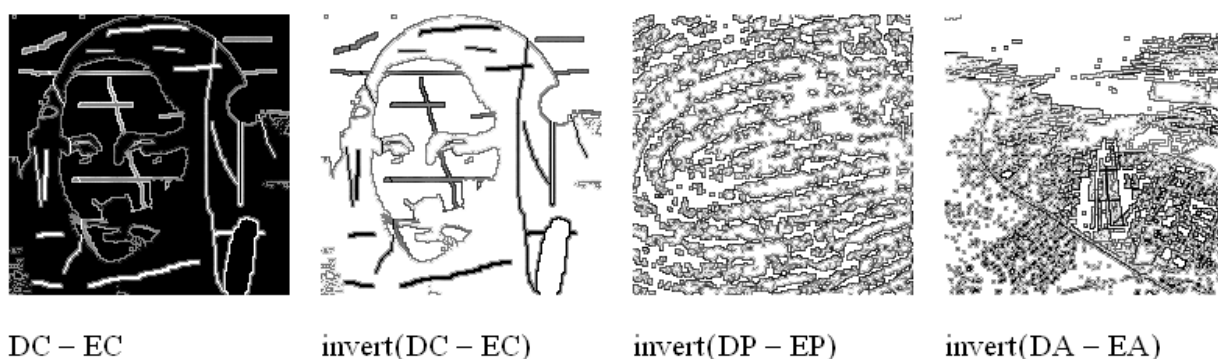 DC – EC invert(DC – EC) invert(DP – EP) invert(DA – EA)